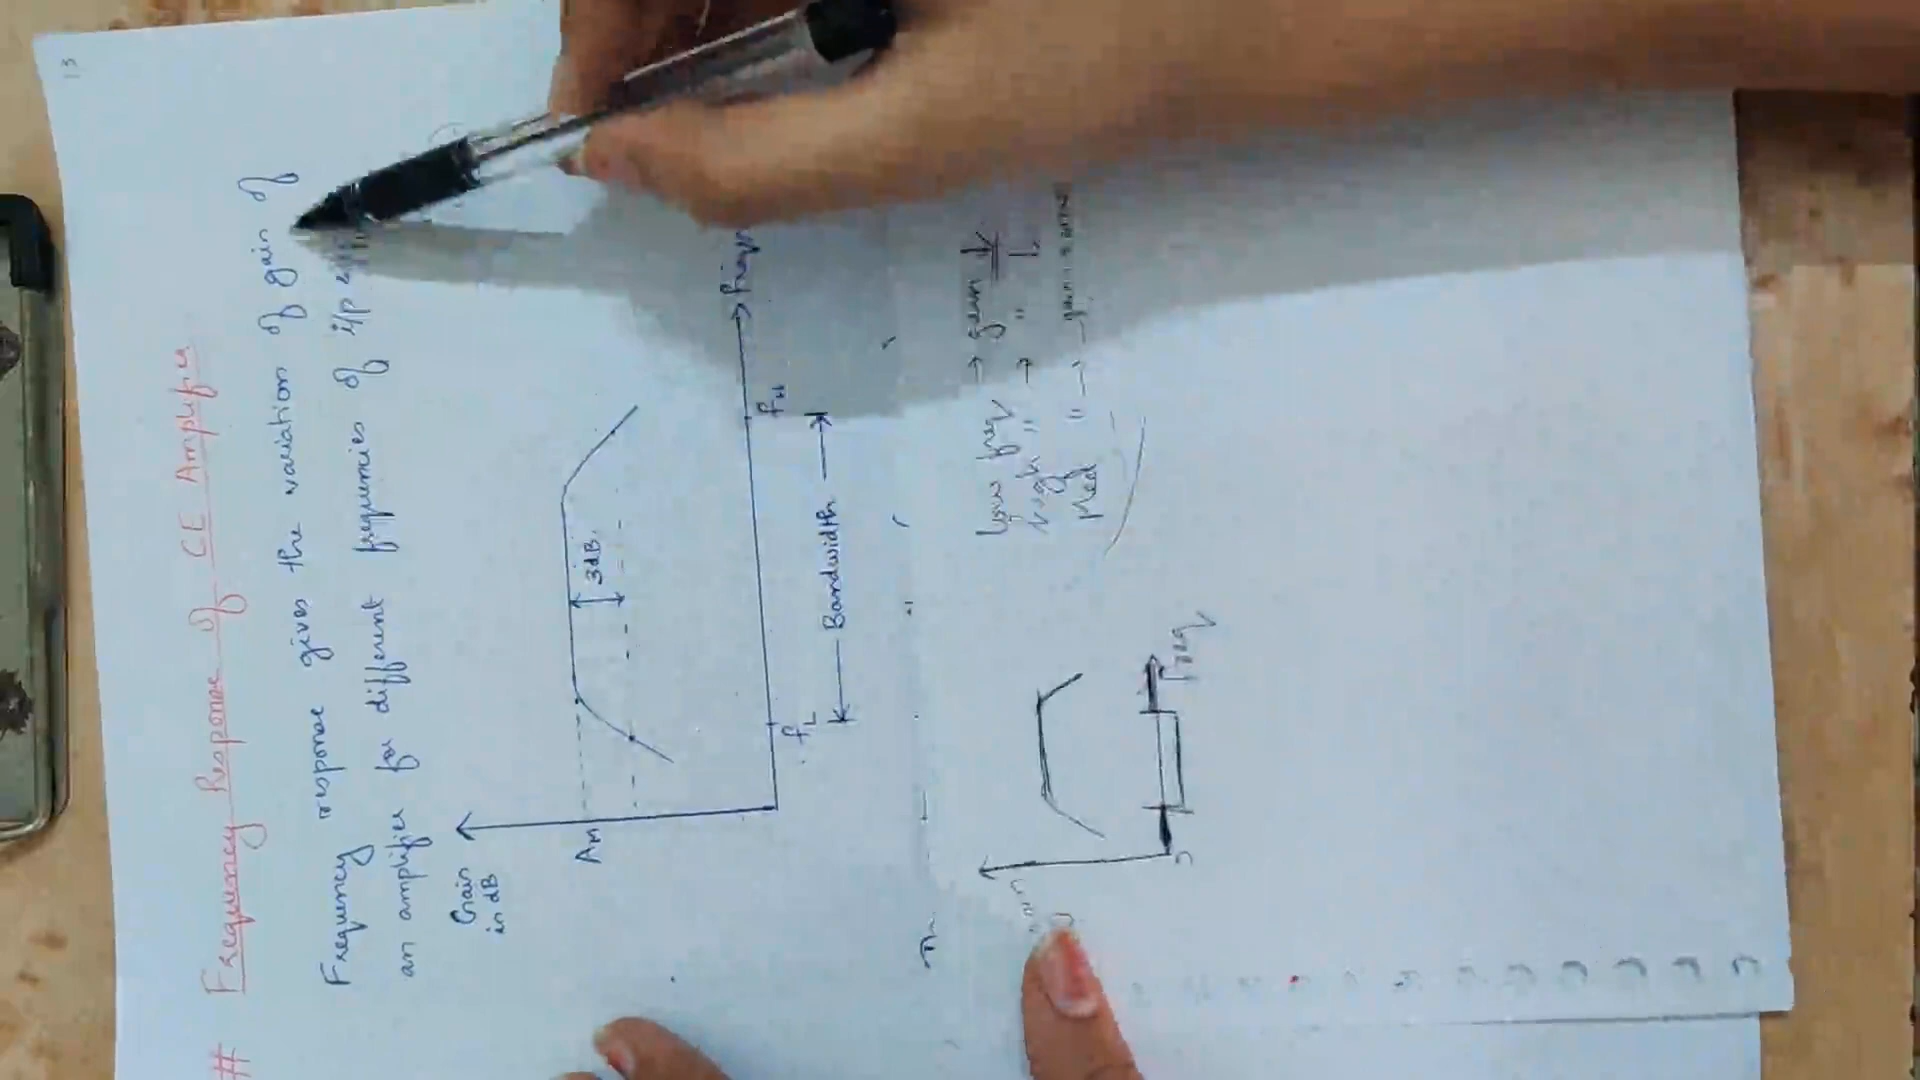 13
# Frequency Response of CE Amplifier
Frequency response gives the variation of gain of
an amplifier for different frequencies of i/p
Gain
in dB
AM
3dB
fL
fH
Bandwidth
Low freq → gain ↓
high " → " ↓
Med " →
Freq